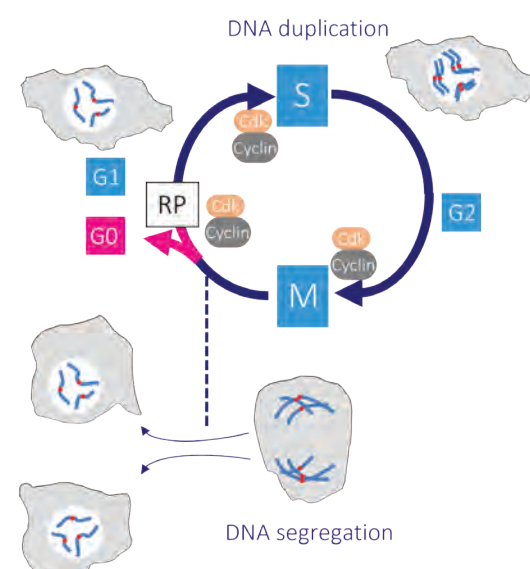 DNA duplication
S
Cdk
Cyclin
G1
RP
G0
Cdk
Cyclin
G2
Cdk
Cyclin
M
DNA segregation